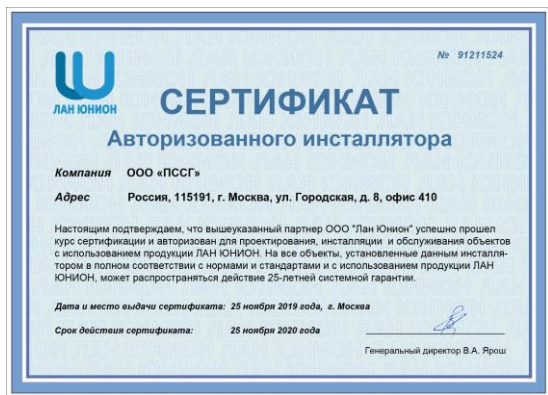 № 91211524
ЛАН ЮНИОН
СЕРТИФИКАТ
Авторизованного инсталлятора
Компания ООО «ПССГ»
Адрес Россия, 115191, г. Москва, ул. Городская, д. 8, офис 410
Настоящим подтверждаем, что вышеуказанный партнер ООО "Лан Юнион" успешно прошел
курс сертификации и авторизован для проектирования, инсталляции и обслуживания объектов
с использованием продукции ЛАН ЮНИОН. На все объекты, установленные данным инсталля-
тором в полном соответствии с нормами и стандартами и с использованием продукции ЛАН
ЮНИОН, может распространяться действие 25-летней системной гарантии.
Дата и место выдачи сертификата: 25 ноября 2019 года, г. Москва
Срок действия сертификата: 25 ноября 2020 года
Генеральный директор В.А. Ярош